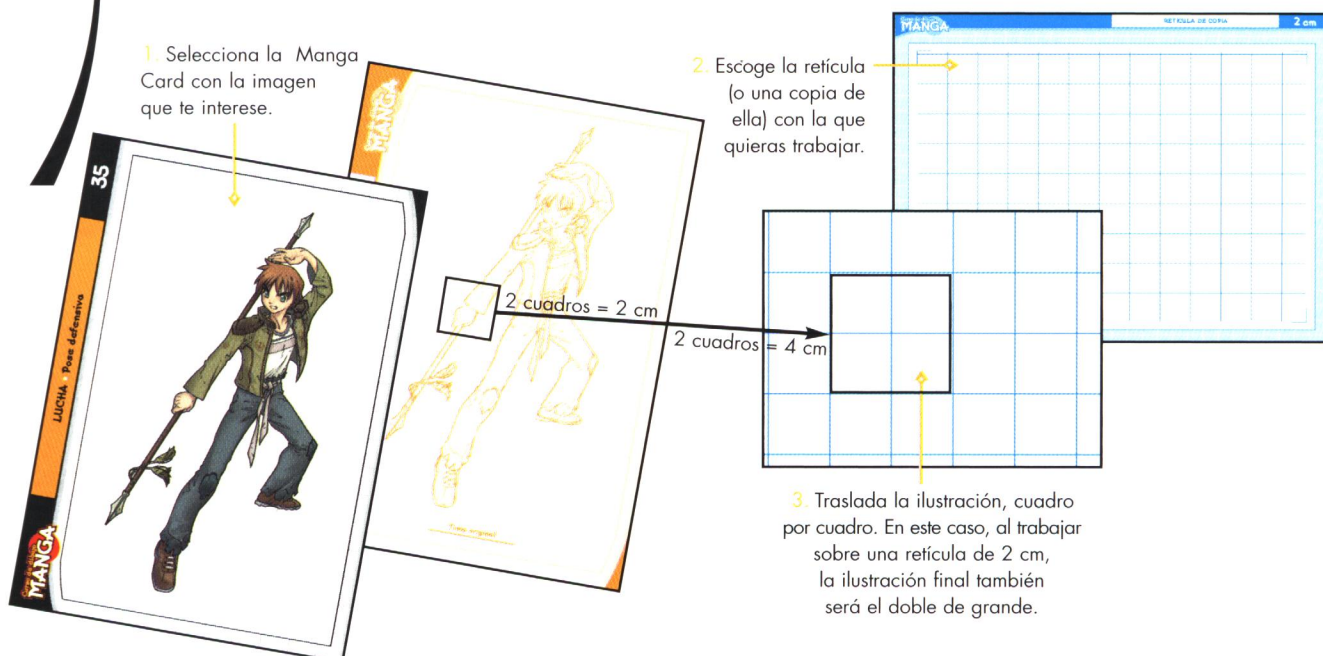 1. Selecciona la Manga
Card con la imagen
que te interese.
2. Escoge la retícula
(o una copia de
ella) con la que
quieras trabajar.
MANGA
RETÍCULA DE COPIA
2 cm
MANGA
35
LUCHA • Pose defensiva
MANGA
2 cuadros = 2 cm
2 cuadros = 4 cm
3. Traslada la ilustración, cuadro
por cuadro. En este caso, al trabajar
sobre una retícula de 2 cm,
la ilustración final también
será el doble de grande.